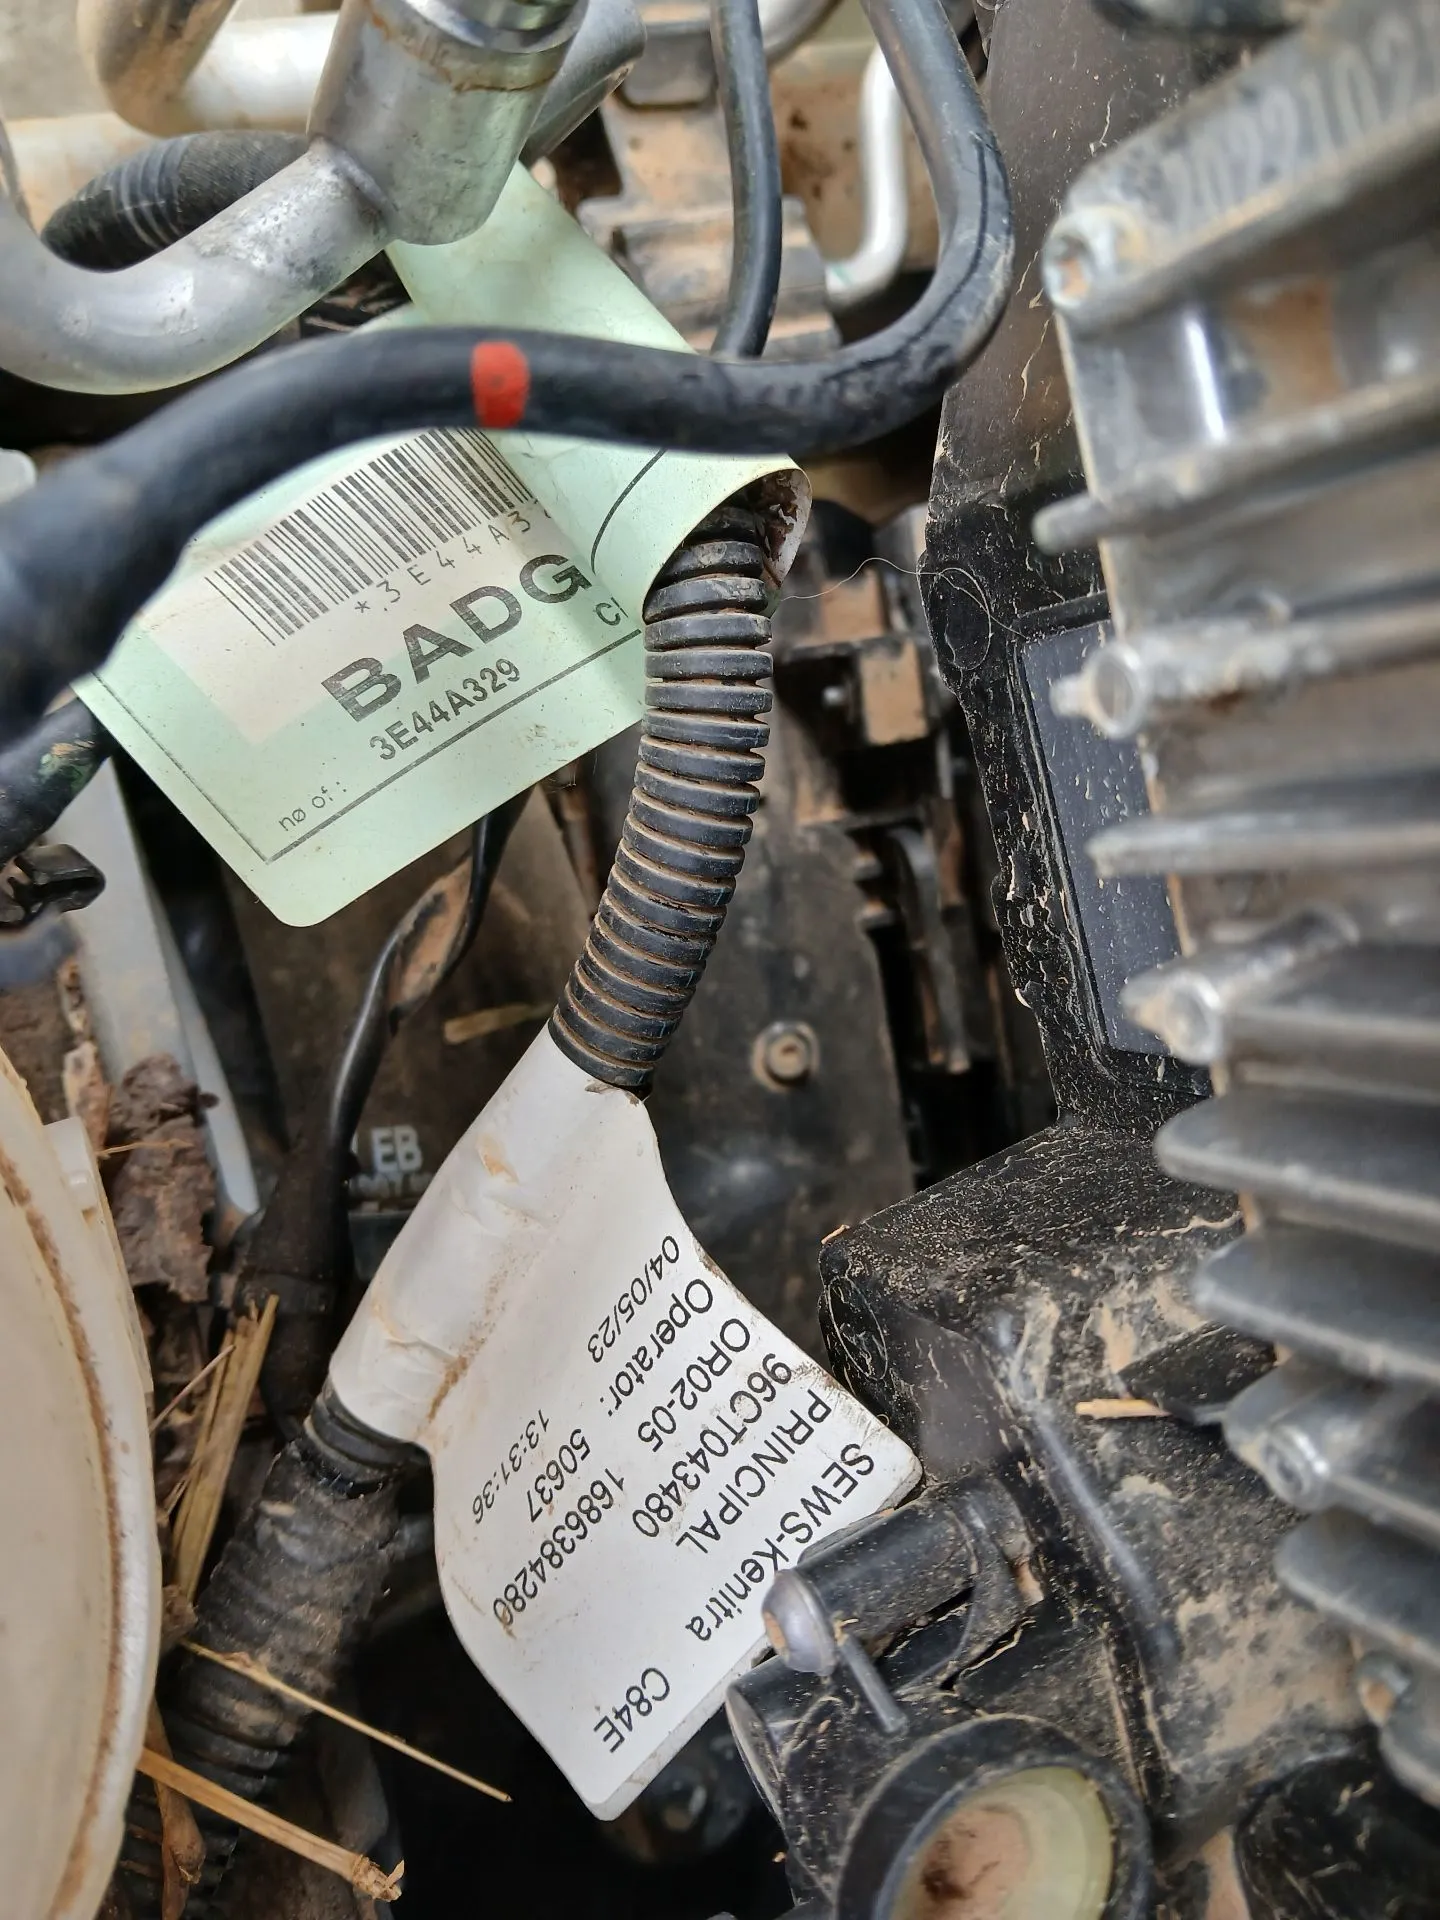 2022102
*3E44A3
BADG
3E44A329
nø of:
EB
SEWS-Kenitra C84E
PRINCIPAL
96CT043480
OR02-05 1686384280
Operator: 50637
04/05/23 13:31:36